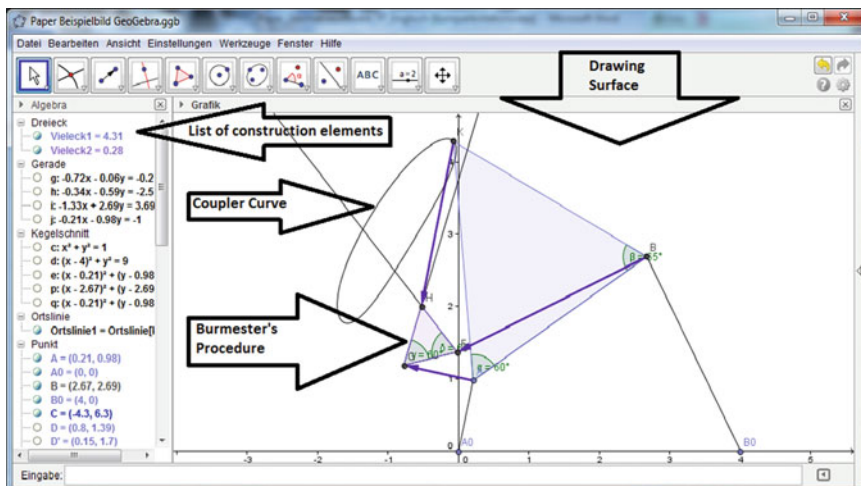 Paper Beispielbild GeoGebra.ggb
Datei Bearbeiten Ansicht Einstellungen Werkzeuge Fenster Hilfe
ABC
a=2
Algebra
Grafik
Drawing
Surface
Dreieck
Vieleck1 = 4.31
Vieleck2 = 0.28
Gerade
g: -0.72x - 0.06y = -0.2
h: -0.34x - 0.59y = -2.5
i: -1.33x + 2.69y = 3.69
j: -0.21x - 0.98y = -1
Kegelschnitt
c: x² + y² = 1
d: (x - 4)² + y² = 9
e: (x - 0.21)² + (y - 0.98
p: (x - 2.67)² + (y - 2.69
q: (x - 0.21)² + (y - 0.98
Ortslinie
Ortslinie1 = Ortslinie[
Punkt
A = (0.21, 0.98)
A0 = (0, 0)
B = (2.67, 2.69)
B0 = (4, 0)
C = (-4.3, 6.3)
D = (0.8, 1.39)
D' = (0.15, 1.7)
List of construction elements
Coupler Curve
Burmester's
Procedure
K
4
3
B
H
2
1
α = 60°
0
A0
B0
-3 -2 -1 0 1 2 3 4 5
Eingabe: